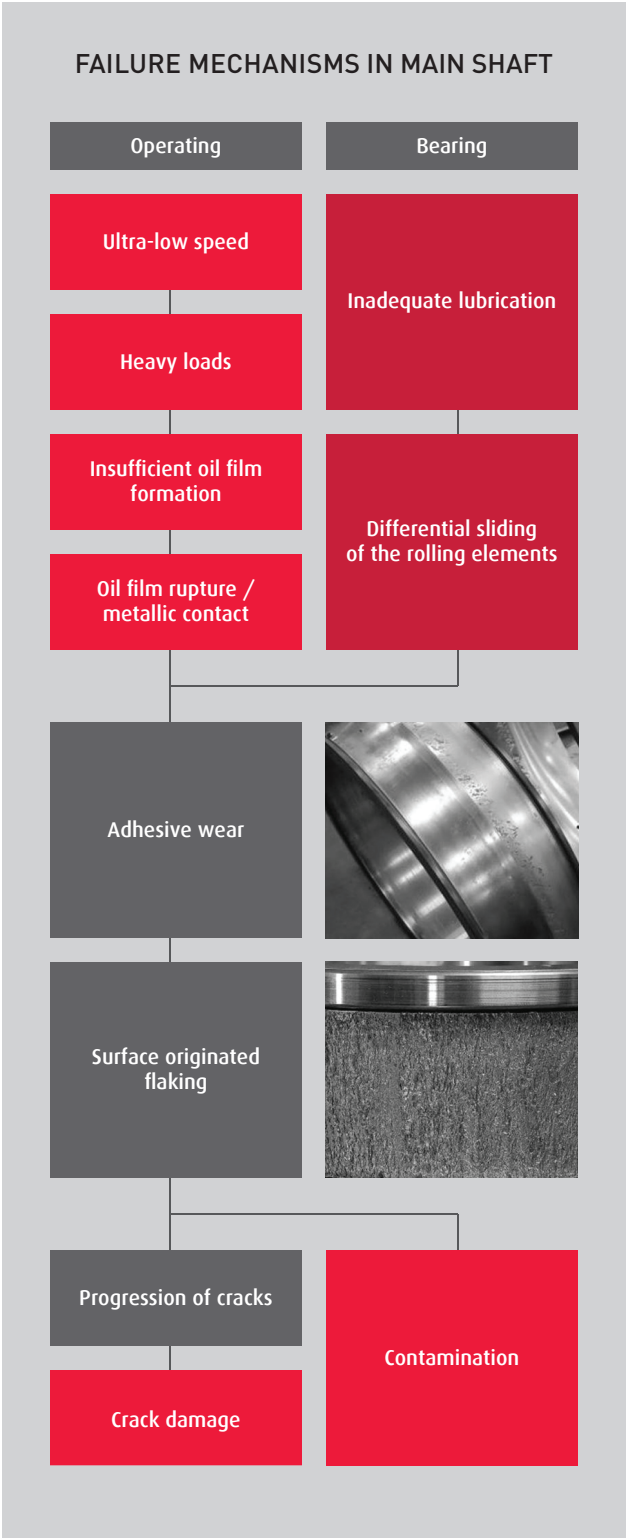 FAILURE MECHANISMS IN MAIN SHAFT
Operating
Bearing
Ultra-low speed
Inadequate lubrication
Heavy loads
Insufficient oil film
formation
Differential sliding
of the rolling elements
Oil film rupture /
metallic contact
Adhesive wear
Surface originated
flaking
Progression of cracks
Contamination
Crack damage